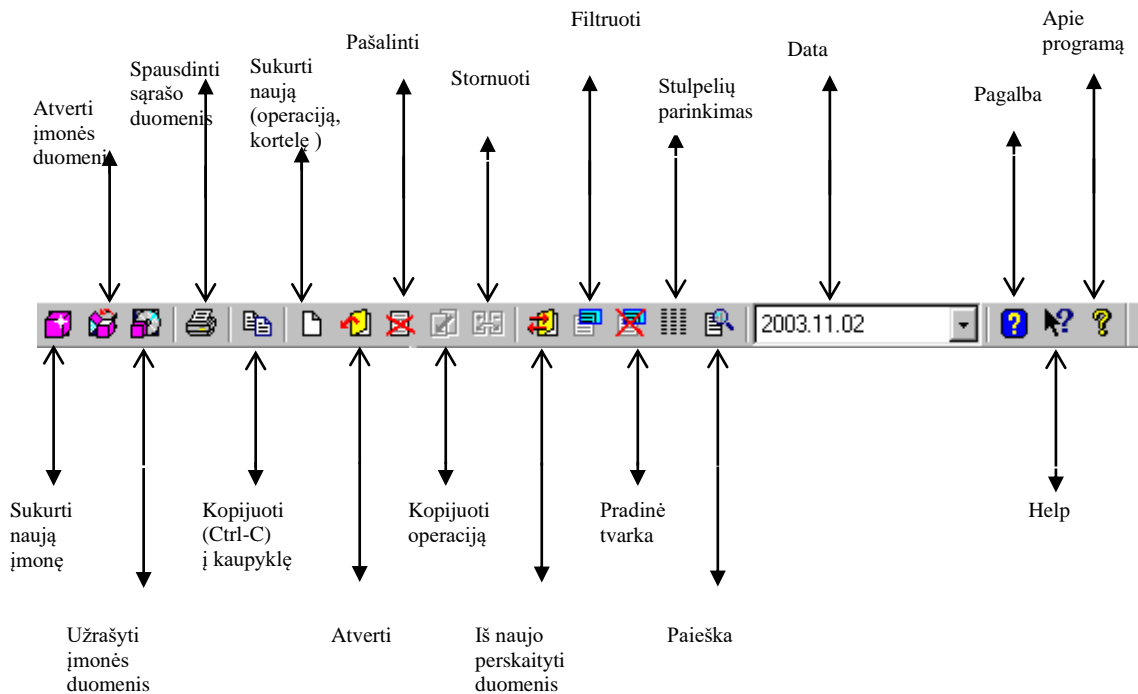 Filtruoti
Apie
programą
Pašalinti
Data
Spausdinti
sąrašo
duomenis
Sukurti
naują
(operaciją,
kortelę )
Stornuoti
Stulpelių
parinkimas
Pagalba
Atverti
įmonės
duomenis
2003.11.02
Sukurti
naują
įmonę
Kopijuoti
(Ctrl-C)
į kaupyklę
Kopijuoti
operaciją
Pradinė
tvarka
Help
Užrašyti
įmonės
duomenis
Atverti
Iš naujo
perskaityti
duomenis
Paieška